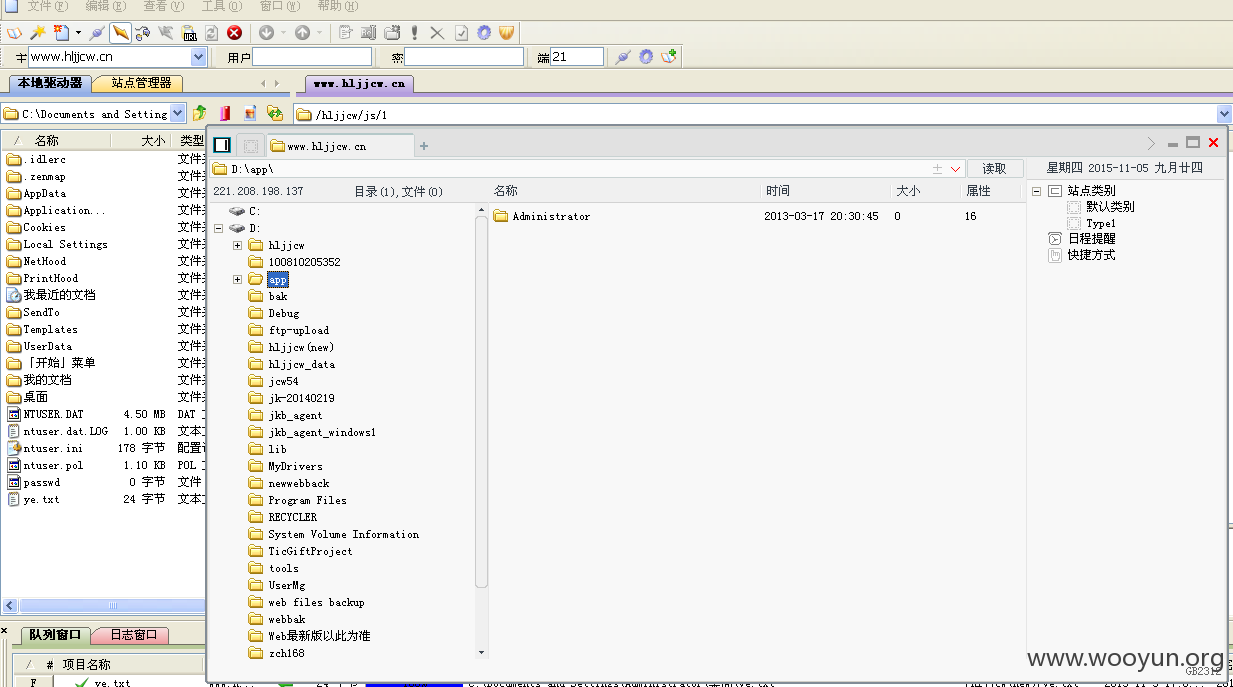 文件(F) 编辑(E) 查看(V) 工具(O) 窗口(W) 帮助(H)
URL
主 www.hljjcw.cn 用户 密 端 21
本地驱动器 站点管理器 www.hljjcw.cn
C:\Documents and Setting /hljjcw/js/1
/ 名称 大小 类型
.idlerc 文件夹
.zenmap 文件夹
AppData 文件夹
Application... 文件夹
Cookies 文件夹
Local Settings 文件夹
NetHood 文件夹
PrintHood 文件夹
我最近的文档 文件夹
SendTo 文件夹
Templates 文件夹
UserData 文件夹
「开始」菜单 文件夹
我的文档 文件夹
桌面 文件夹
NTUSER.DAT 4.50 MB DAT
ntuser.dat.LOG 1.00 KB 文本
ntuser.ini 178 字节 配置
ntuser.pol 1.10 KB POL
passwd 0 字节 文件
ye.txt 24 字节 文本
队列窗口 日志窗口
/ # 项目名称
F ye.txt
www.hljjcw.cn +
D:\app\ 读取
221.208.198.137 目录(1),文件(0)
C:
D:
hljjcw
100810205352
app
bak
Debug
ftp-upload
hljjcw(new)
hljjcw_data
jcw54
jk-20140219
jkb_agent
jkb_agent_windows1
lib
MyDrivers
newwebback
Program Files
RECYCLER
System Volume Information
TicGiftProject
tools
UserMg
web files backup
webbak
Web最新版以此为准
zch168
名称 时间 大小 属性
Administrator 2013-03-17 20:30:45 0 16
星期四 2015-11-05 九月廿四
站点类别
默认类别
Type1
日程提醒
快捷方式
www.wooyun.org
GB2312